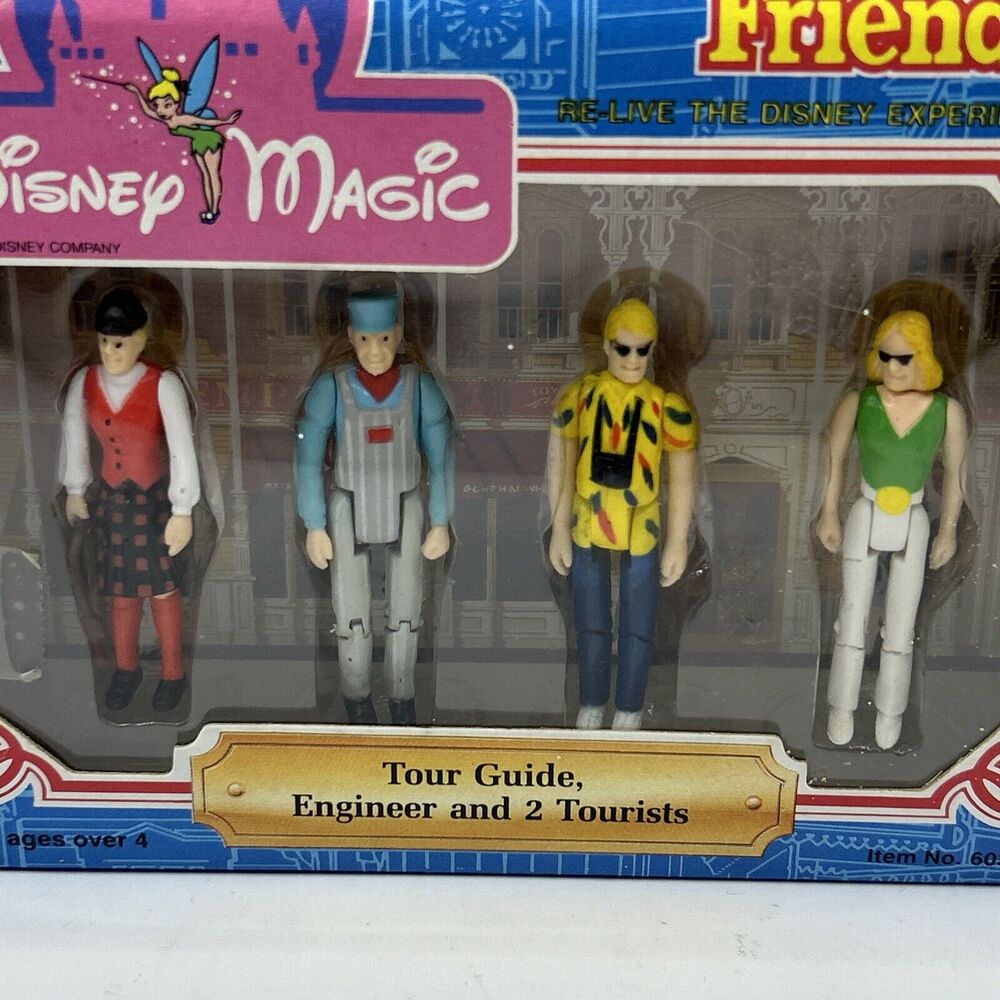 Friend
RE-LIVE THE DISNEY EXPERI
DISNEY MAGIC
DISNEY COMPANY
Tour Guide,
Engineer and 2 Tourists
ages over 4
Item No. 60